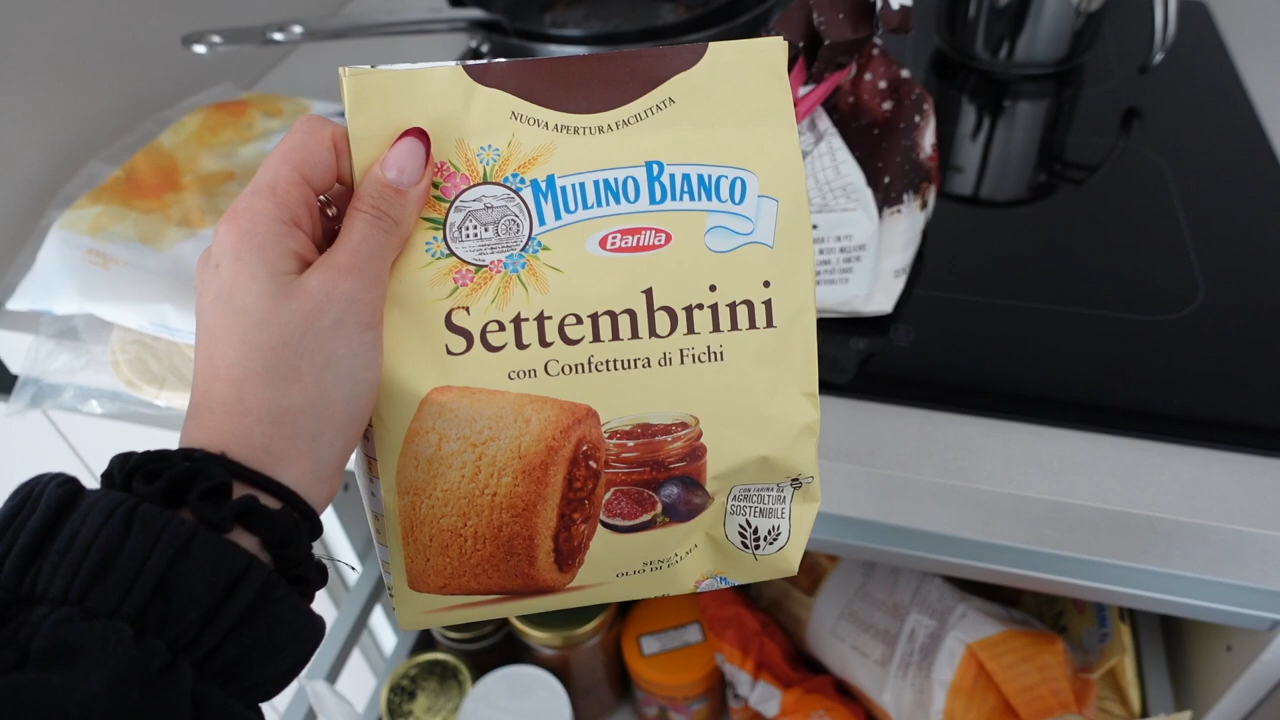 NUOVA APERTURA FACILITATA
MULINO BIANCO
Barilla
Settembrini
con Confettura di Fichi
CON FARINA DA
AGRICOLTURA
SOSTENIBILE
SENZA
OLIO DI PALMA